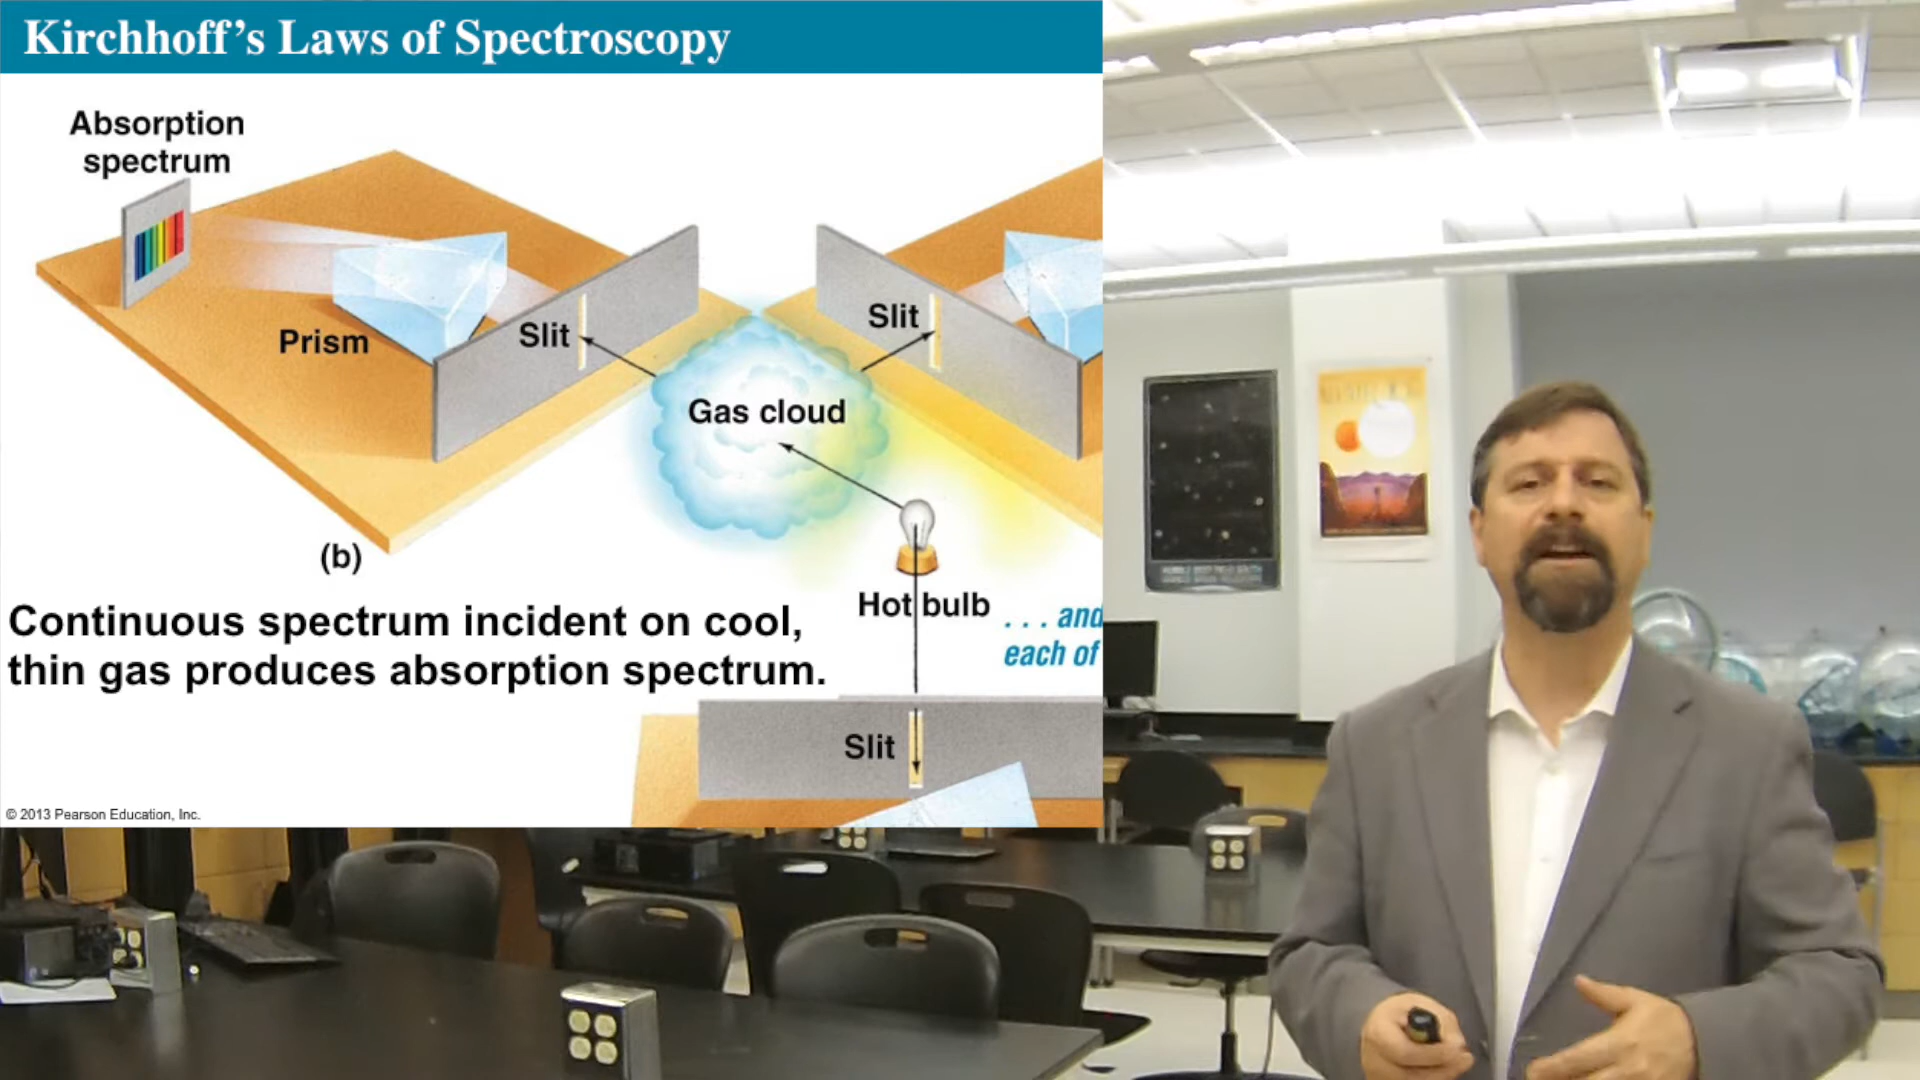 Kirchhoff's Laws of Spectroscopy
Absorption
spectrum
Prism
Slit
Slit
Gas cloud
(b)
Hot bulb
Continuous spectrum incident on cool,
thin gas produces absorption spectrum.
. . . and
each of
Slit
© 2013 Pearson Education, Inc.